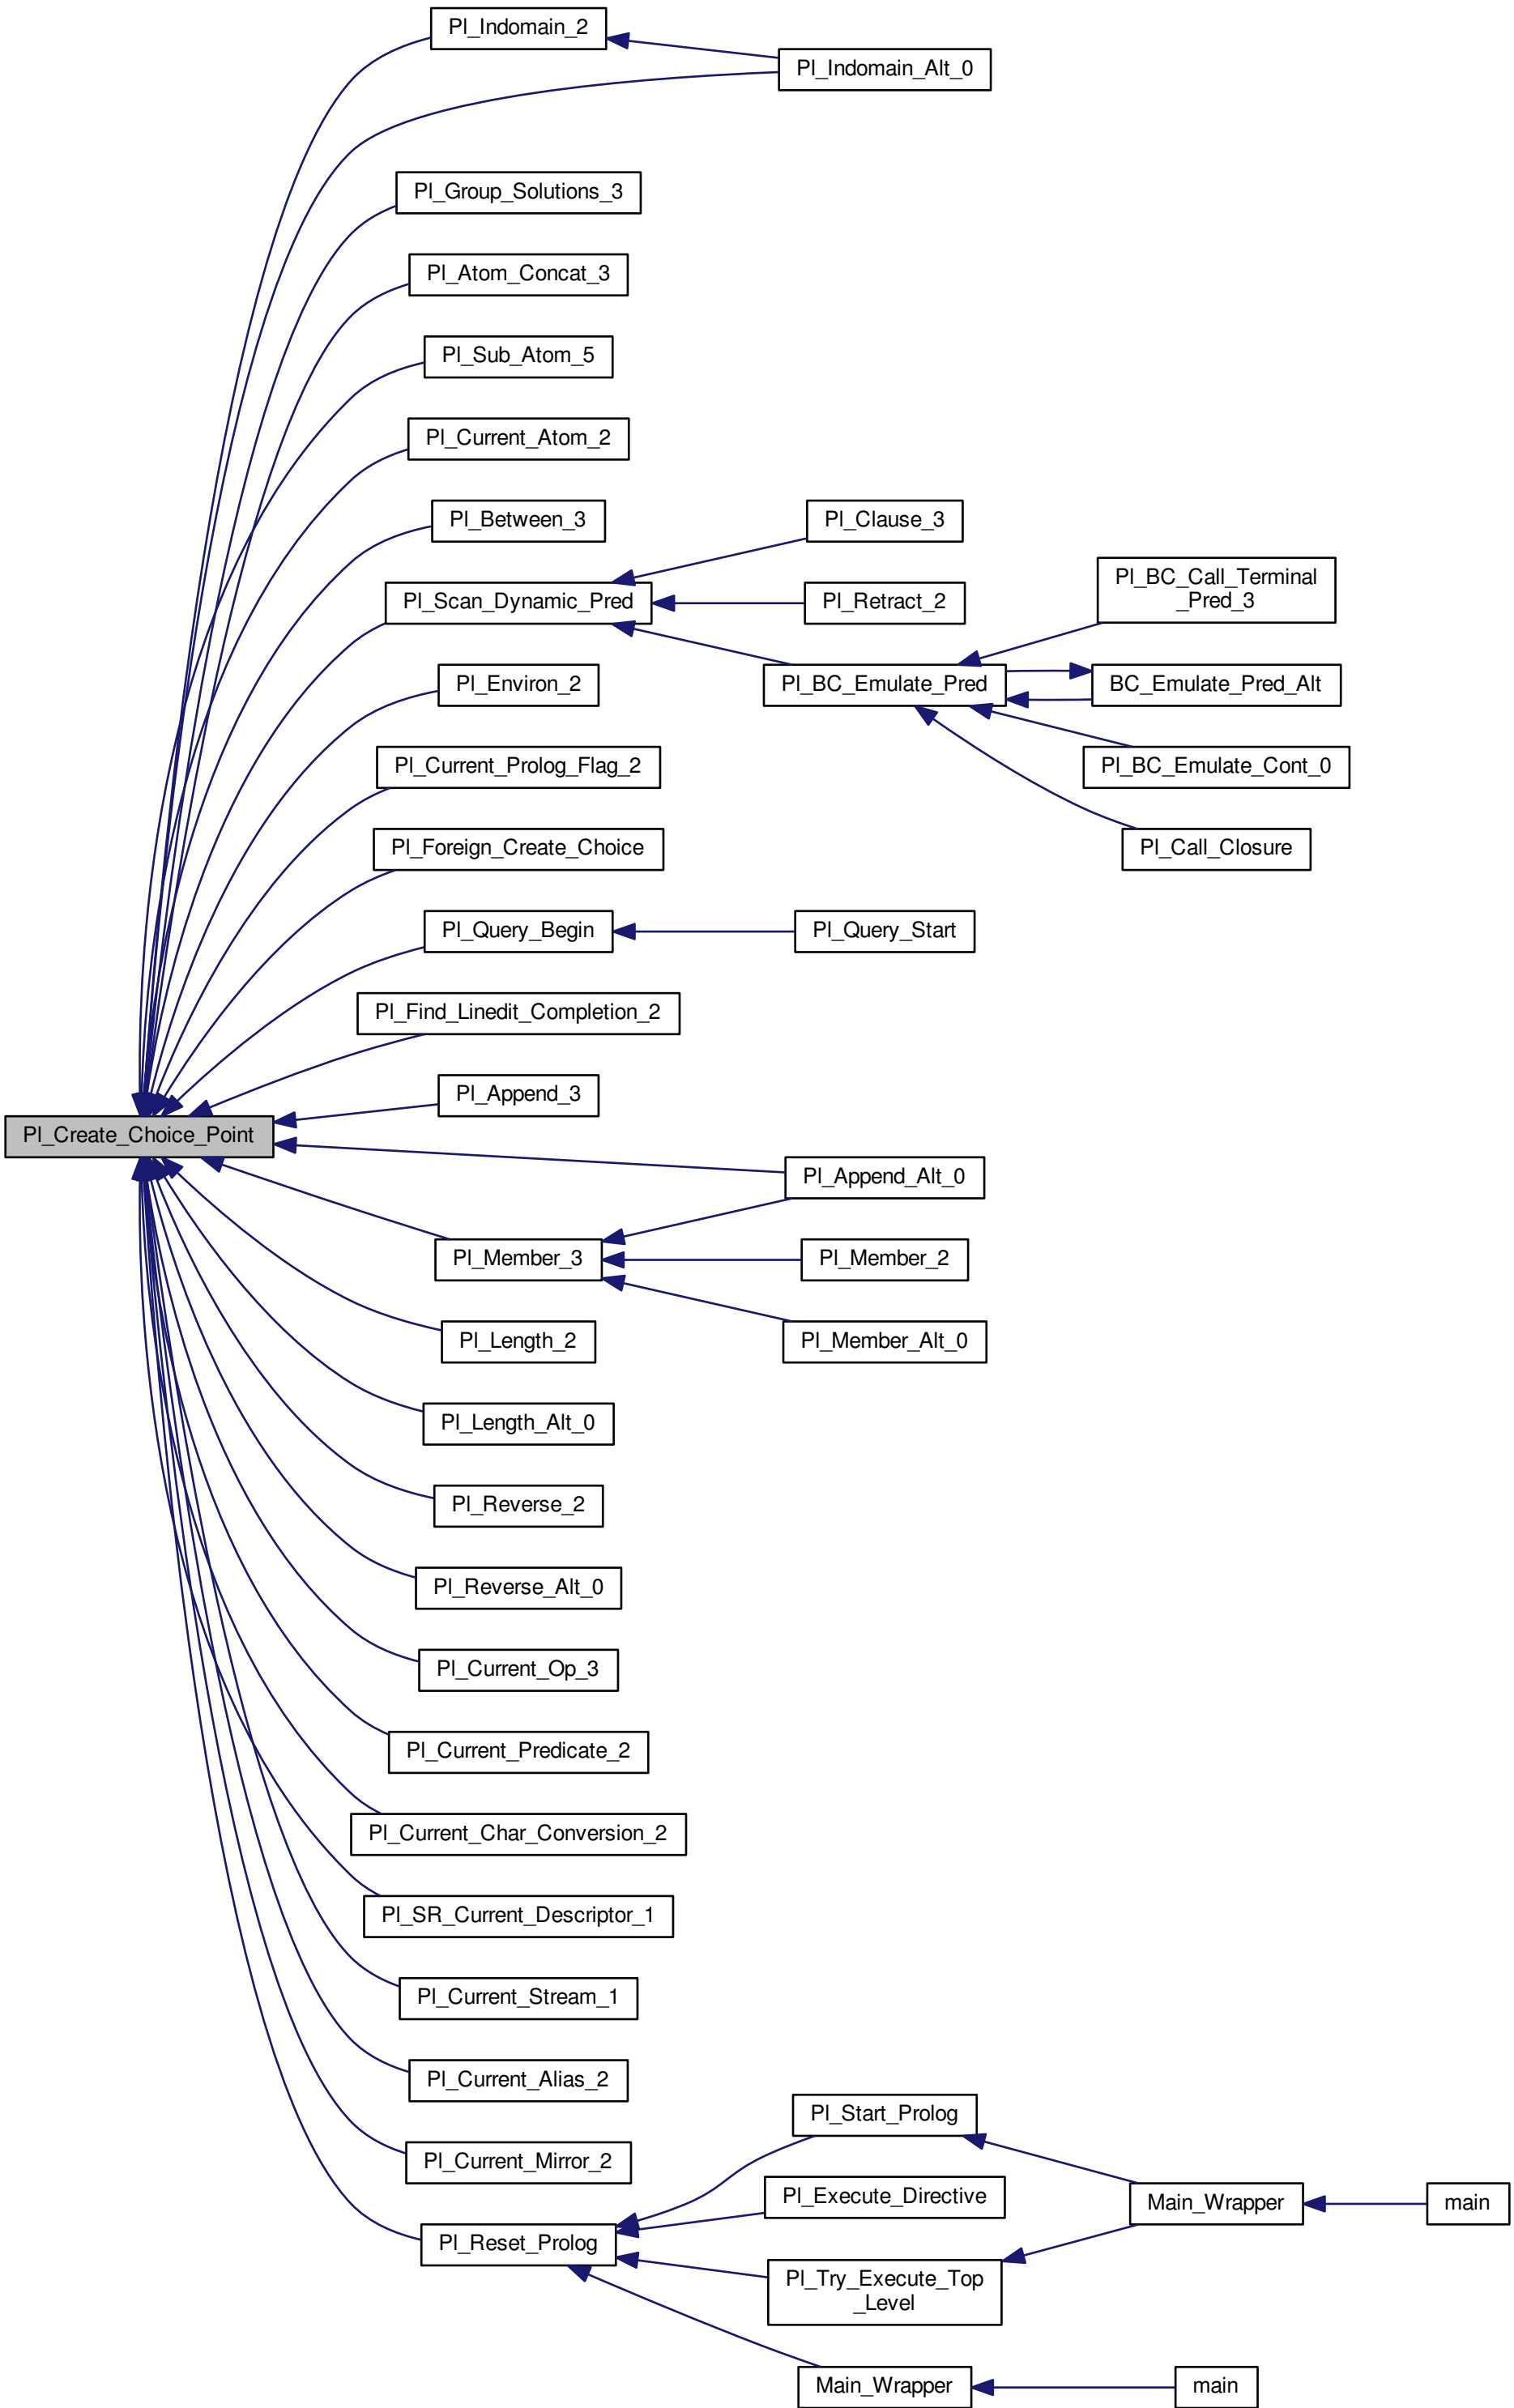 Pl_Indomain_2
Pl_Indomain_Alt_0
Pl_Group_Solutions_3
Pl_Atom_Concat_3
Pl_Sub_Atom_5
Pl_Current_Atom_2
Pl_Between_3
Pl_Clause_3
Pl_Scan_Dynamic_Pred
Pl_Retract_2
Pl_BC_Call_Terminal
_Pred_3
Pl_Environ_2
Pl_BC_Emulate_Pred
BC_Emulate_Pred_Alt
Pl_Current_Prolog_Flag_2
Pl_BC_Emulate_Cont_0
Pl_Foreign_Create_Choice
Pl_Call_Closure
Pl_Query_Begin
Pl_Query_Start
Pl_Find_Linedit_Completion_2
Pl_Append_3
Pl_Create_Choice_Point
Pl_Append_Alt_0
Pl_Member_3
Pl_Member_2
Pl_Length_2
Pl_Member_Alt_0
Pl_Length_Alt_0
Pl_Reverse_2
Pl_Reverse_Alt_0
Pl_Current_Op_3
Pl_Current_Predicate_2
Pl_Current_Char_Conversion_2
Pl_SR_Current_Descriptor_1
Pl_Current_Stream_1
Pl_Current_Alias_2
Pl_Start_Prolog
Pl_Current_Mirror_2
Pl_Execute_Directive
Main_Wrapper
main
Pl_Reset_Prolog
Pl_Try_Execute_Top
_Level
Main_Wrapper
main